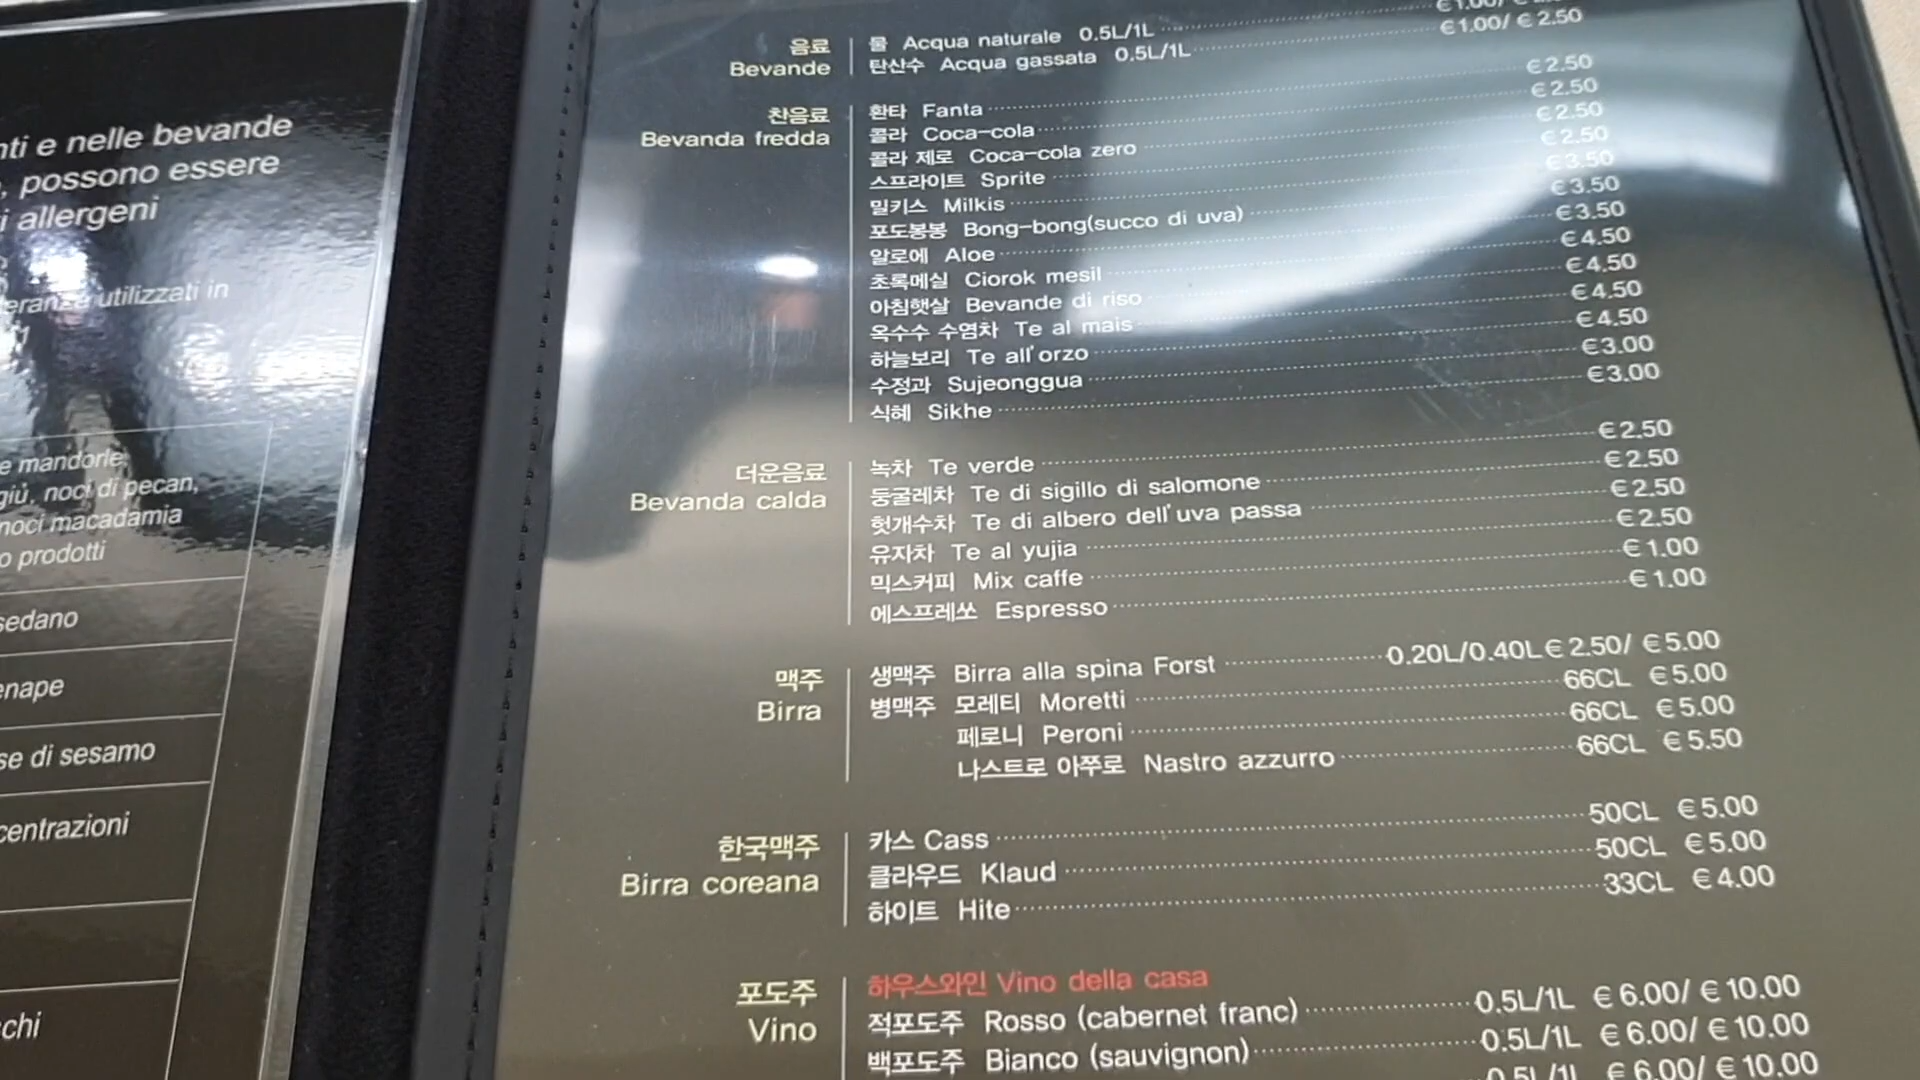 nti e nelle bevande
, possono essere
i allergeni
utilizzati in
e mandorle
giù, noci di pecan,
noci macadamia
o prodotti
sedano
enape
se di sesamo
centrazioni
chi
음료
Bevande
물 Acqua naturale 0.5L/1L
탄산수 Acqua gassata 0.5L/1L €1.00/ €2.50
찬음료
Bevanda fredda
환타 Fanta €2.50
콜라 Coca-cola €2.50
콜라 제로 Coca-cola zero €2.50
스프라이트 Sprite €2.50
밀키스 Milkis €3.50
포도봉봉 Bong-bong(succo di uva) €3.50
알로에 Aloe €3.50
초록메실 Ciorok mesil €4.50
아침햇살 Bevande di riso €4.50
옥수수 수염차 Te al mais €4.50
하늘보리 Te all'orzo €4.50
수정과 Sujeonggua €3.00
식혜 Sikhe €3.00
더운음료
Bevanda calda
녹차 Te verde €2.50
둥굴레차 Te di sigillo di salomone €2.50
헛개수차 Te di albero dell'uva passa €2.50
유자차 Te al yujia €2.50
믹스커피 Mix caffe €1.00
에스프레쏘 Espresso €1.00
맥주
Birra
생맥주 Birra alla spina Forst 0.20L/0.40L €2.50/ €5.00
병맥주 모레티 Moretti 66CL €5.00
페로니 Peroni 66CL €5.00
나스트로 아쭈로 Nastro azzurro 66CL €5.50
한국맥주
Birra coreana
카스 Cass 50CL €5.00
클라우드 Klaud 50CL €5.00
하이트 Hite 33CL €4.00
포도주
Vino
하우스와인 Vino della casa
적포도주 Rosso (cabernet franc) 0.5L/1L €6.00/ €10.00
백포도주 Bianco (sauvignon) 0.5L/1L €6.00/ €10.00
0.5L/1L €6.00/ €10.00